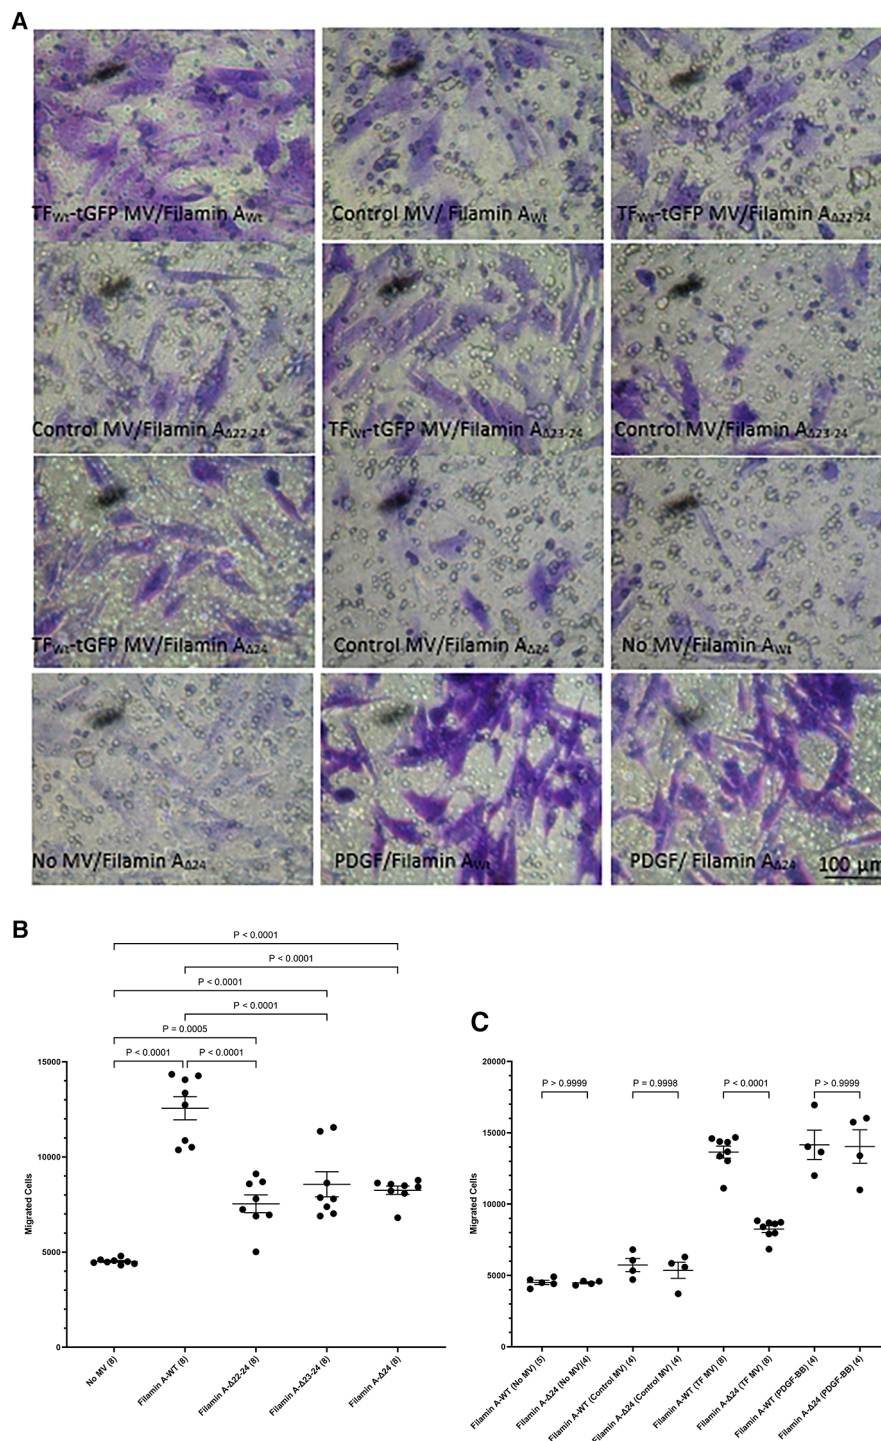 A
TFWt-tGFP MV/Filamin AWt
Control MV/ Filamin AWt
TFWt-tGFP MV/Filamin AΔ22-24
Control MV/Filamin AΔ22-24
TFWt-tGFP MV/Filamin AΔ23-24
Control MV/Filamin AΔ23-24
TFWt-tGFP MV/Filamin AΔ24
Control MV/Filamin AΔ24
No MV/Filamin AWt
No MV/Filamin AΔ24
PDGF/Filamin AWt
PDGF/ Filamin AΔ24
100 µm
B
P < 0.0001
P < 0.0001
P < 0.0001
P < 0.0001
P = 0.0005
P < 0.0001
P < 0.0001
15000
10000
5000
0
Migrated Cells
No MV (8)
Filamin A-WT (8)
Filamin A-Δ22-24 (8)
Filamin A-Δ23-24 (8)
Filamin A-Δ24 (8)
C
P > 0.9999
P = 0.9998
P < 0.0001
P > 0.9999
20000
15000
10000
5000
0
Migrated Cells
Filamin A-WT (No MV) (5)
Filamin A-Δ24 (No MV)(4)
Filamin A-WT (Control MV) (4)
Filamin A-Δ24 (Control MV) (4)
Filamin A-WT (TF MV) (8)
Filamin A-Δ24 (TF MV) (8)
Filamin A-WT (PDGF-BB) (4)
Filamin A-Δ24 (PDGF-BB) (4)